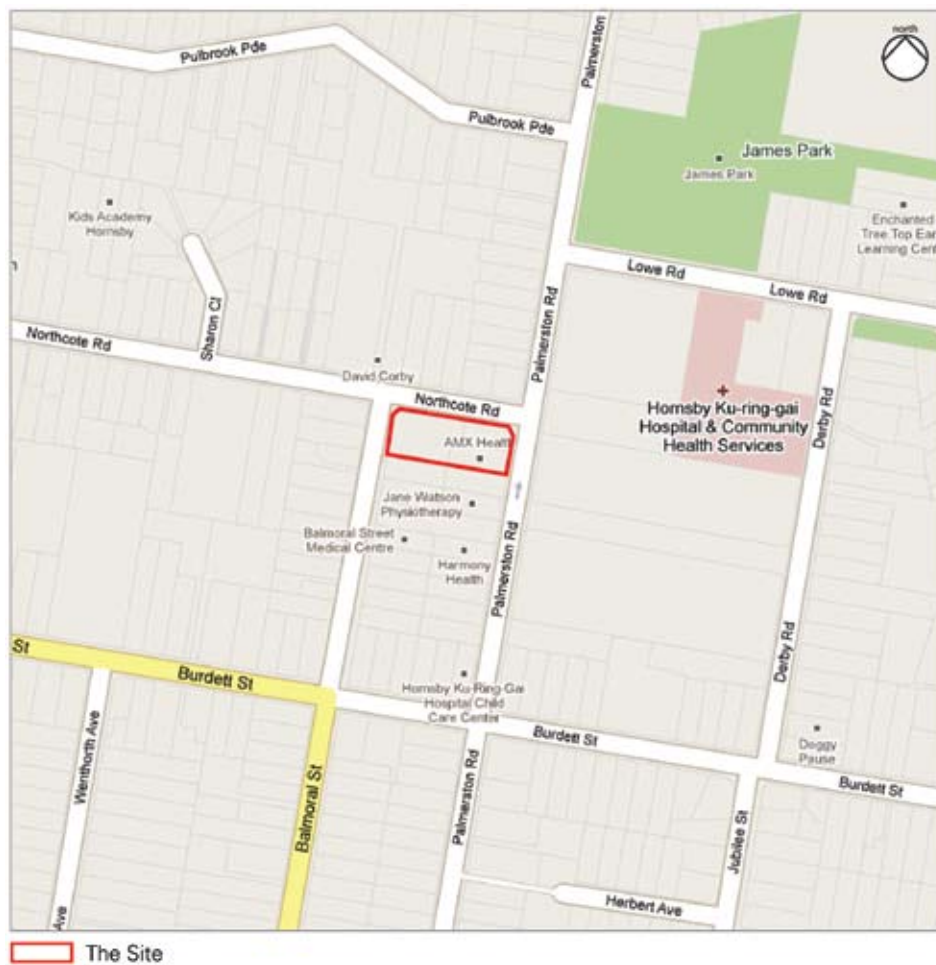 north
Pulbrook Pde
Palmerston
Pulbrook Pde
James Park
James Park
Kids Academy
Hornsby
Enchanted
Tree Top Ear
Learning Cent
Lowe Rd
Lowe Rd
Sharon Cl
Palmerston Rd
Northcote Rd
David Corby
Northcote Rd
Hornsby Ku-ring-gai
Hospital & Community
Health Services
Derby Rd
AMX Health
Jane Watson
Physiotherapy
Balmoral Street
Medical Centre
Harmony
Health
Palmerston Rd
St
Burdett St
Hornsby Ku-Ring-Gai
Hospital Child
Care Center
Derby Rd
Burdett St
Doggy
Pause
Burdett St
Wenthorth Ave
Balmoral St
Palmerston Rd
Jubilee St
Herbert Ave
Ave
The Site